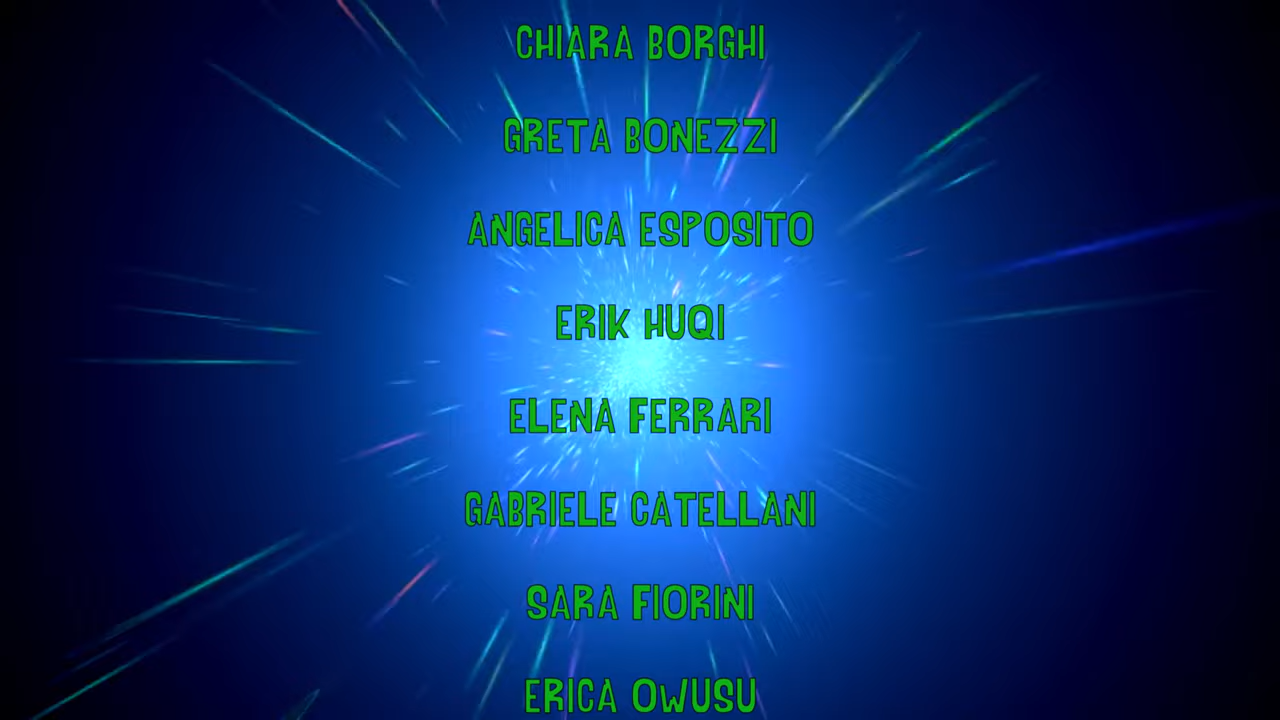 CHIARA BORGHI
GRETA BONEZZI
ANGELICA ESPOSITO
ERIK HUQI
ELENA FERRARI
GABRIELE CATELLANI
SARA FIORINI
ERICA OWUSU